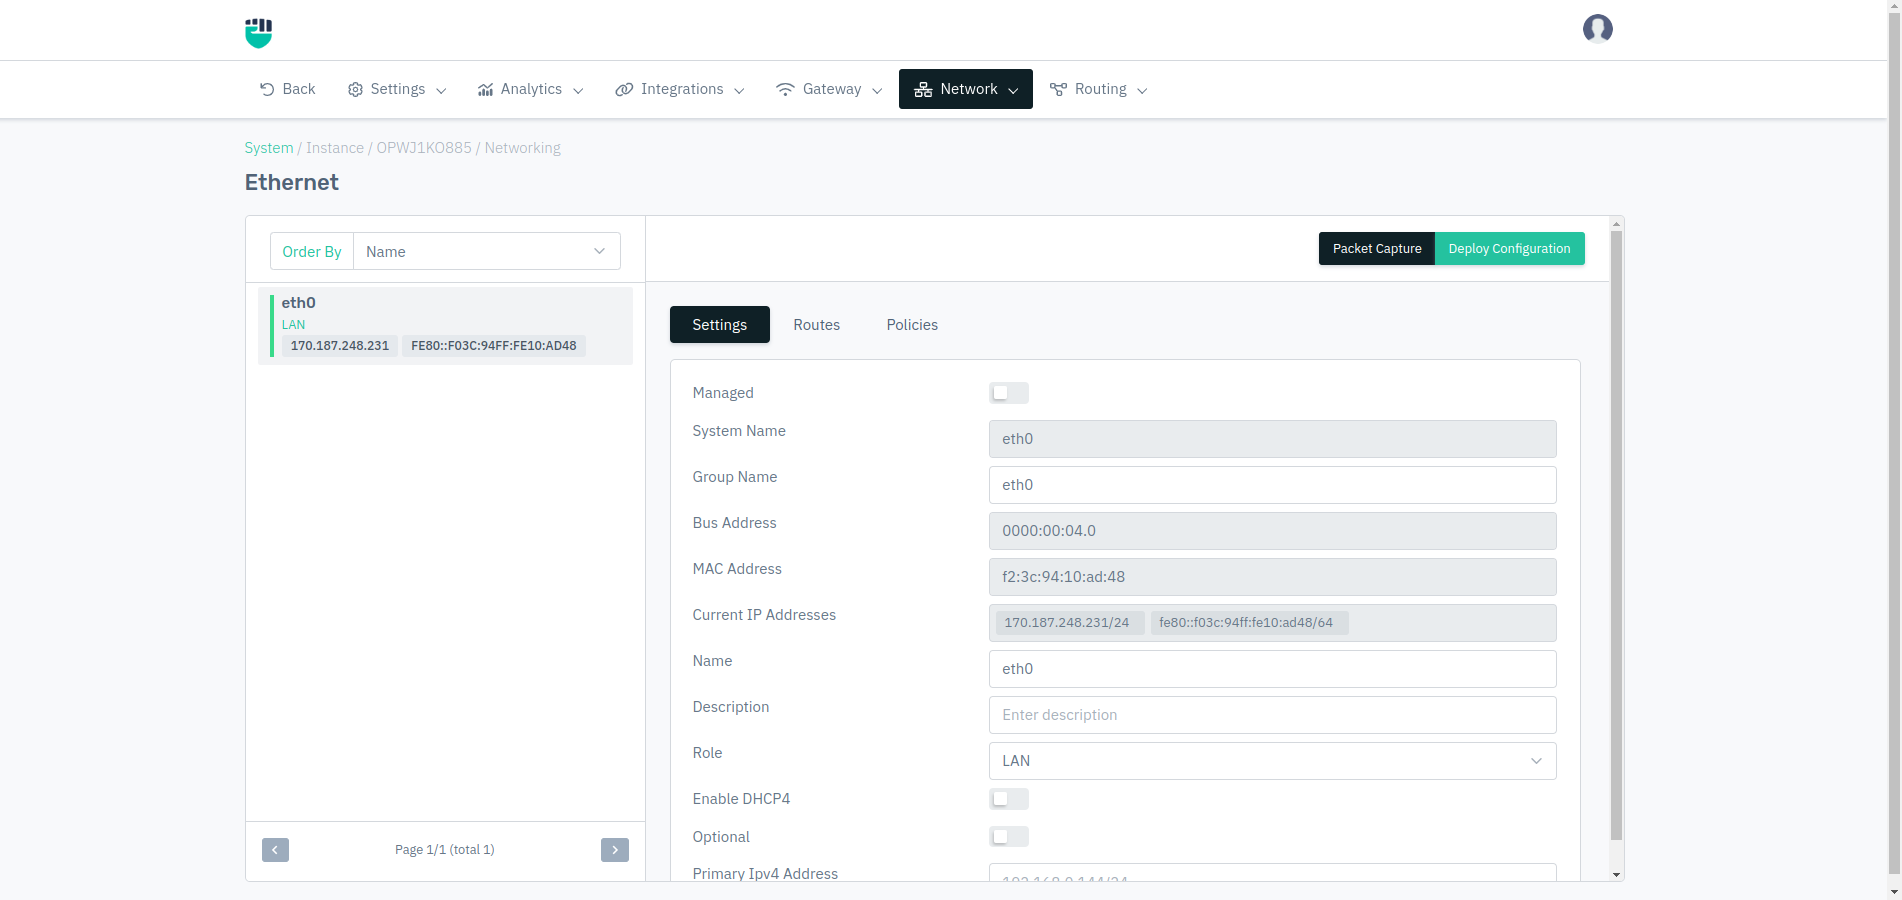 Back
Settings
Analytics
Integrations
Gateway
Network
Routing
System / Instance / OPWJ1KO885 / Networking
Ethernet
Order By
Name
Packet Capture
Deploy Configuration
eth0
LAN
170.187.248.231
FE80::F03C:94FF:FE10:AD48
Settings
Routes
Policies
Managed
System Name
eth0
Group Name
eth0
Bus Address
0000:00:04.0
MAC Address
f2:3c:94:10:ad:48
Current IP Addresses
170.187.248.231/24
fe80::f03c:94ff:fe10:ad48/64
Name
eth0
Description
Enter description
Role
LAN
Enable DHCP4
Optional
Primary Ipv4 Address
Page 1/1 (total 1)